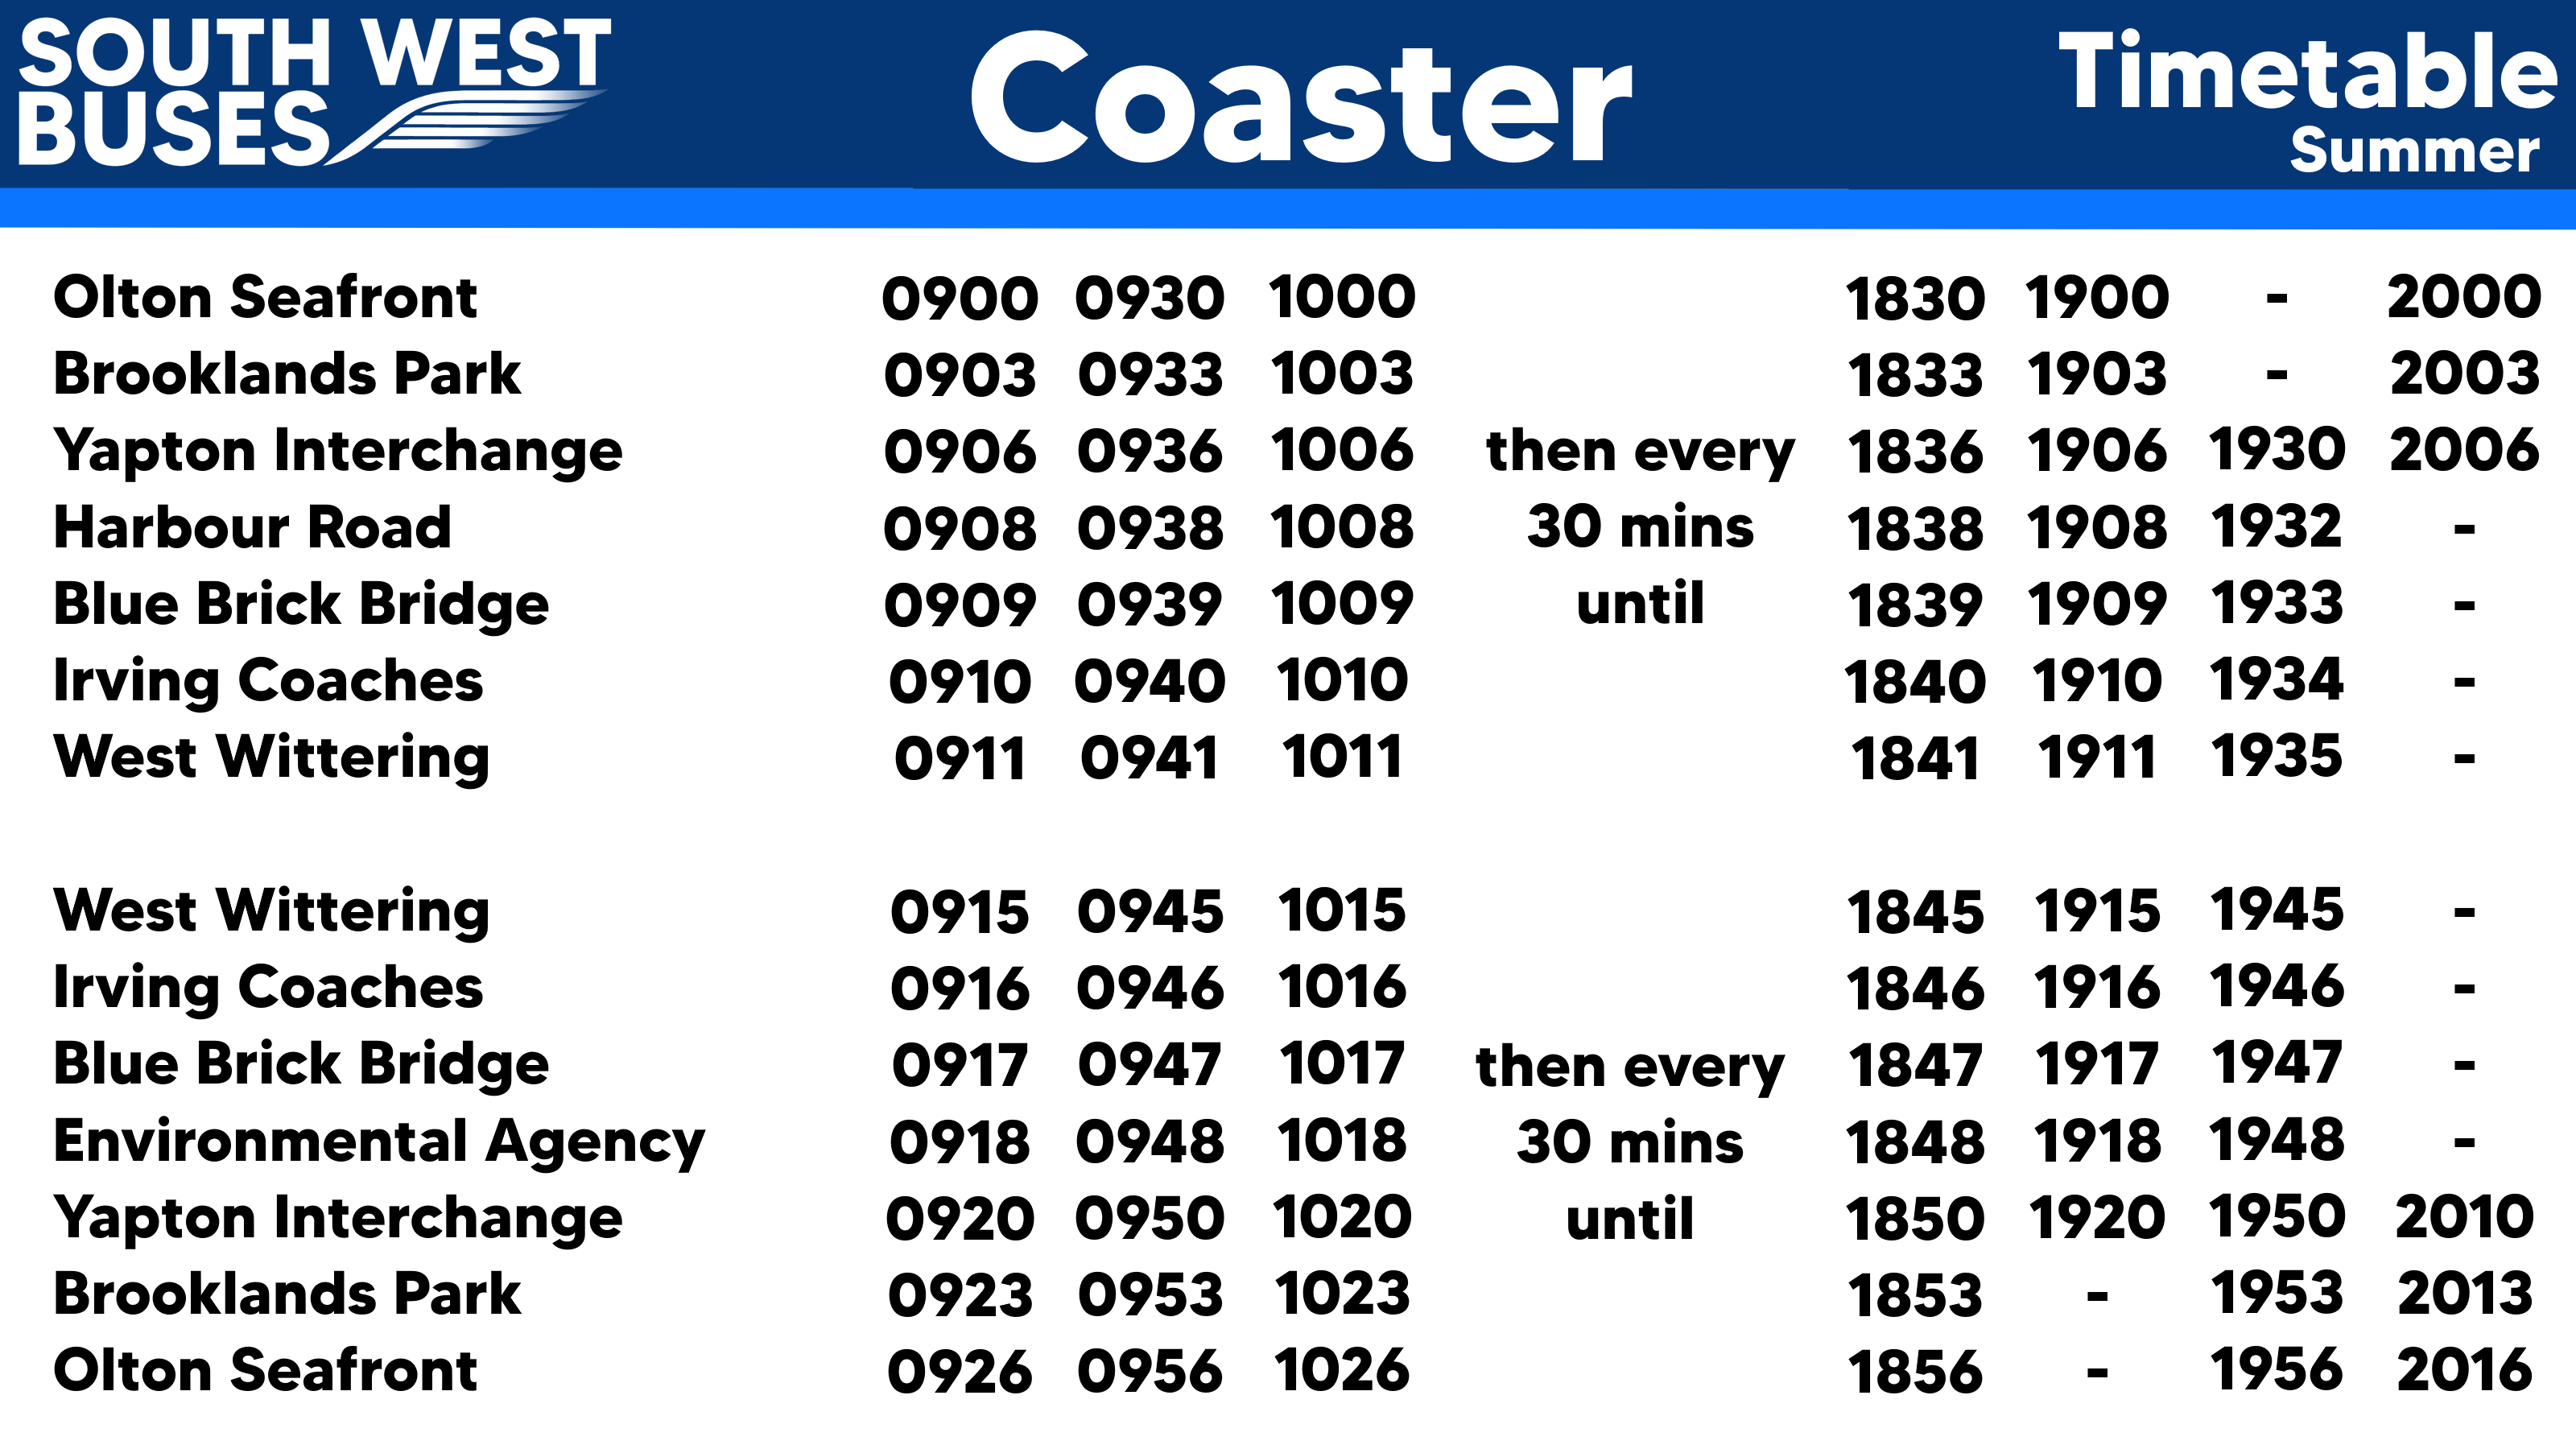 SOUTH WEST
BUSES
Coaster
Timetable
Summer
Olton Seafront 0900 0930 1000 1830 1900 - 2000
Brooklands Park 0903 0933 1003 1833 1903 - 2003
Yapton Interchange 0906 0936 1006 then every 1836 1906 1930 2006
Harbour Road 0908 0938 1008 30 mins 1838 1908 1932 -
Blue Brick Bridge 0909 0939 1009 until 1839 1909 1933 -
Irving Coaches 0910 0940 1010 1840 1910 1934 -
West Wittering 0911 0941 1011 1841 1911 1935 -
West Wittering 0915 0945 1015 1845 1915 1945 -
Irving Coaches 0916 0946 1016 1846 1916 1946 -
Blue Brick Bridge 0917 0947 1017 then every 1847 1917 1947 -
Environmental Agency 0918 0948 1018 30 mins 1848 1918 1948 -
Yapton Interchange 0920 0950 1020 until 1850 1920 1950 2010
Brooklands Park 0923 0953 1023 1853 - 1953 2013
Olton Seafront 0926 0956 1026 1856 - 1956 2016